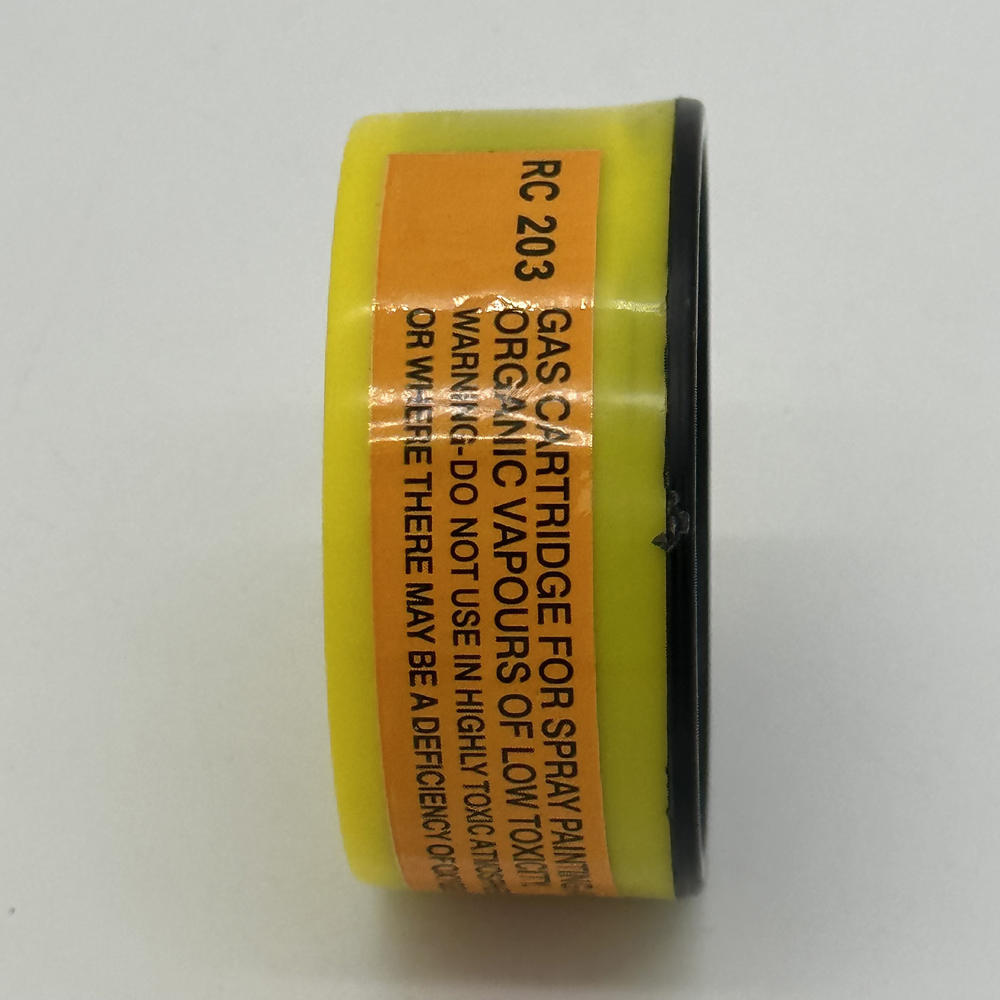 RC 203
GAS CARTRIDGE FOR SPRAY PAINTING
ORGANIC VAPOURS OF LOW TOXICITY
WARNING-DO NOT USE IN HIGHLY TOXIC
OR WHERE THERE MAY BE A DEFICIENCY OF